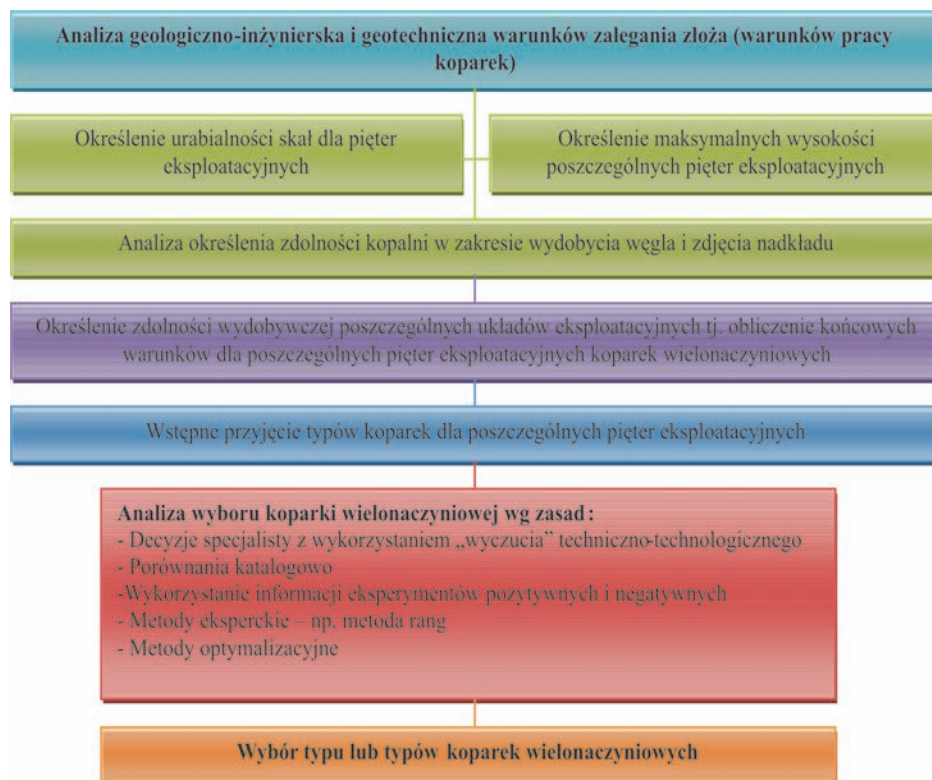 Analiza geologiczno-inżynierska i geotechniczna warunków zalegania złoża (warunków pracy
koparek)
Określenie urabialności skał dla pięter
eksploatacyjnych
Określenie maksymalnych wysokości
poszczególnych pięter eksploatacyjnych
Analiza określenia zdolności kopalni w zakresie wydobycia węgla i zdjęcia nadkładu
Określenie zdolności wydobywczej poszczególnych układów eksploatacyjnych tj. obliczenie końcowych
warunków dla poszczególnych pięter eksploatacyjnych koparek wielonaczyniowych
Wstępne przyjęcie typów koparek dla poszczególnych pięter eksploatacyjnych
Analiza wyboru koparki wielonaczyniowej wg zasad:
- Decyzje specjalisty z wykorzystaniem „wyczucia” techniczno-technologicznego
- Porównania katalogowo
-Wykorzystanie informacji eksperymentów pozytywnych i negatywnych
- Metody eksperckie – np. metoda rang
- Metody optymalizacyjne
Wybór typu lub typów koparek wielonaczyniowych